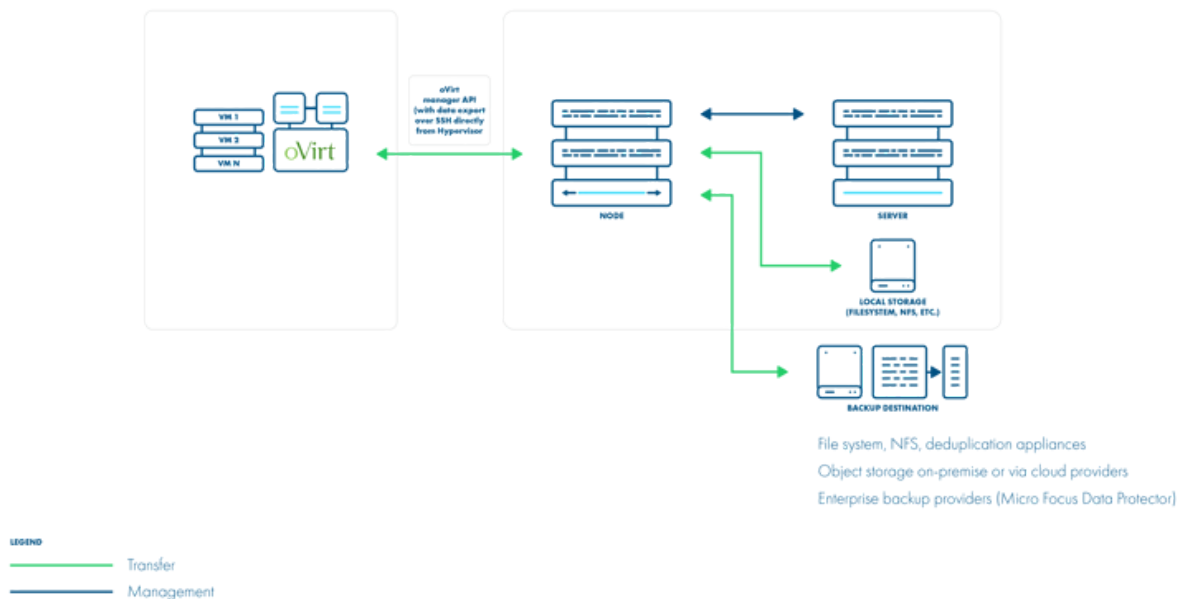 oVirt
manager API
(with data export
over SSH directly
from Hypervisor
VM 1
VM 2
VM N
oVirt
NODE
SERVER
LOCAL STORAGE
(FILESYSTEM, NFS, ETC.)
BACKUP DESTINATION
File system, NFS, deduplication appliances
Object storage on-premise or via cloud providers
Enterprise backup providers (Micro Focus Data Protector)
LEGEND
Transfer
Management